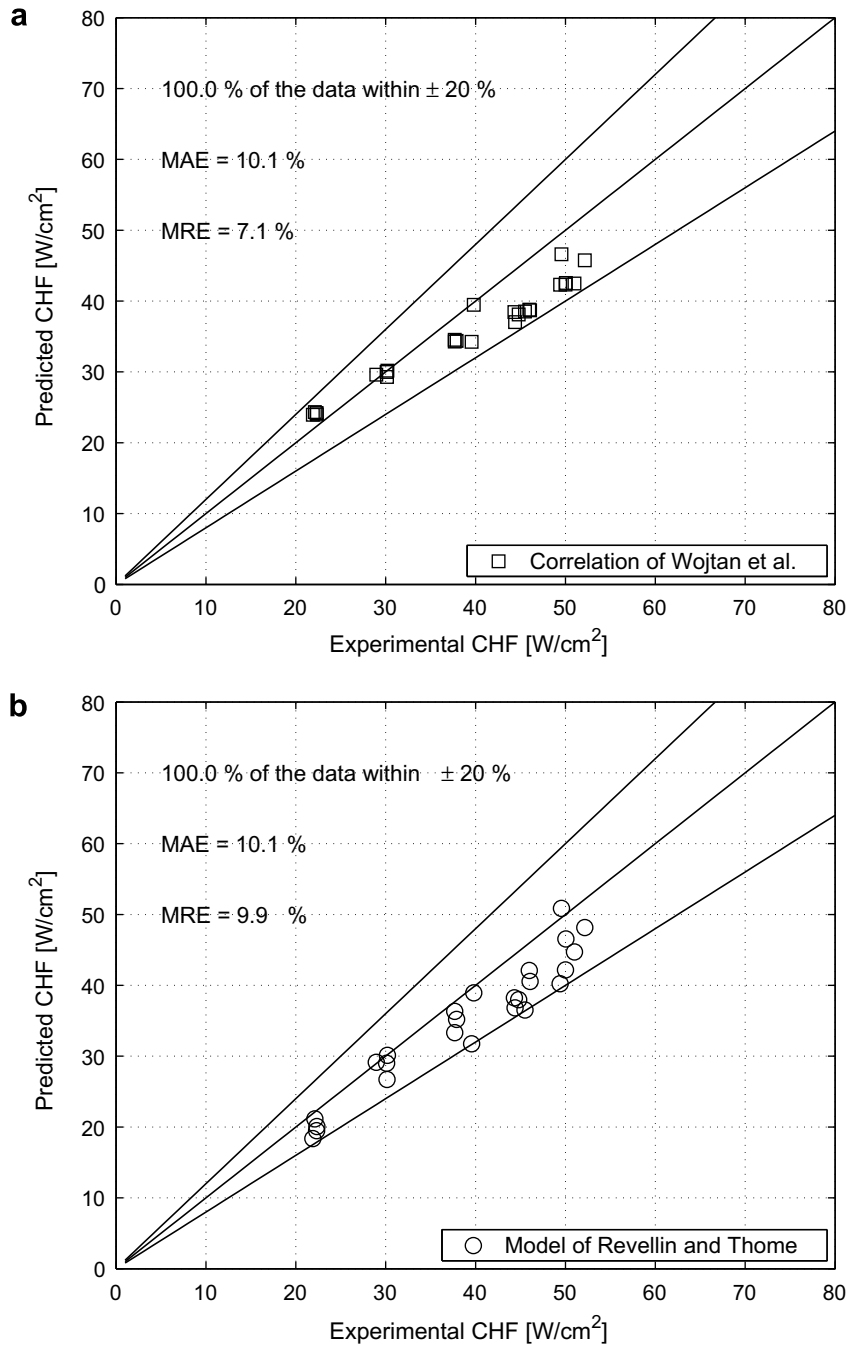 a
80
70
60
50
40
30
20
10
0
Predicted CHF [W/cm²]
100.0 % of the data within ± 20 %
MAE = 10.1 %
MRE = 7.1 %
Correlation of Wojtan et al.
0 10 20 30 40 50 60 70 80
Experimental CHF [W/cm²]
b
80
70
60
50
40
30
20
10
0
Predicted CHF [W/cm²]
100.0 % of the data within ± 20 %
MAE = 10.1 %
MRE = 9.9 %
Model of Revellin and Thome
0 10 20 30 40 50 60 70 80
Experimental CHF [W/cm²]